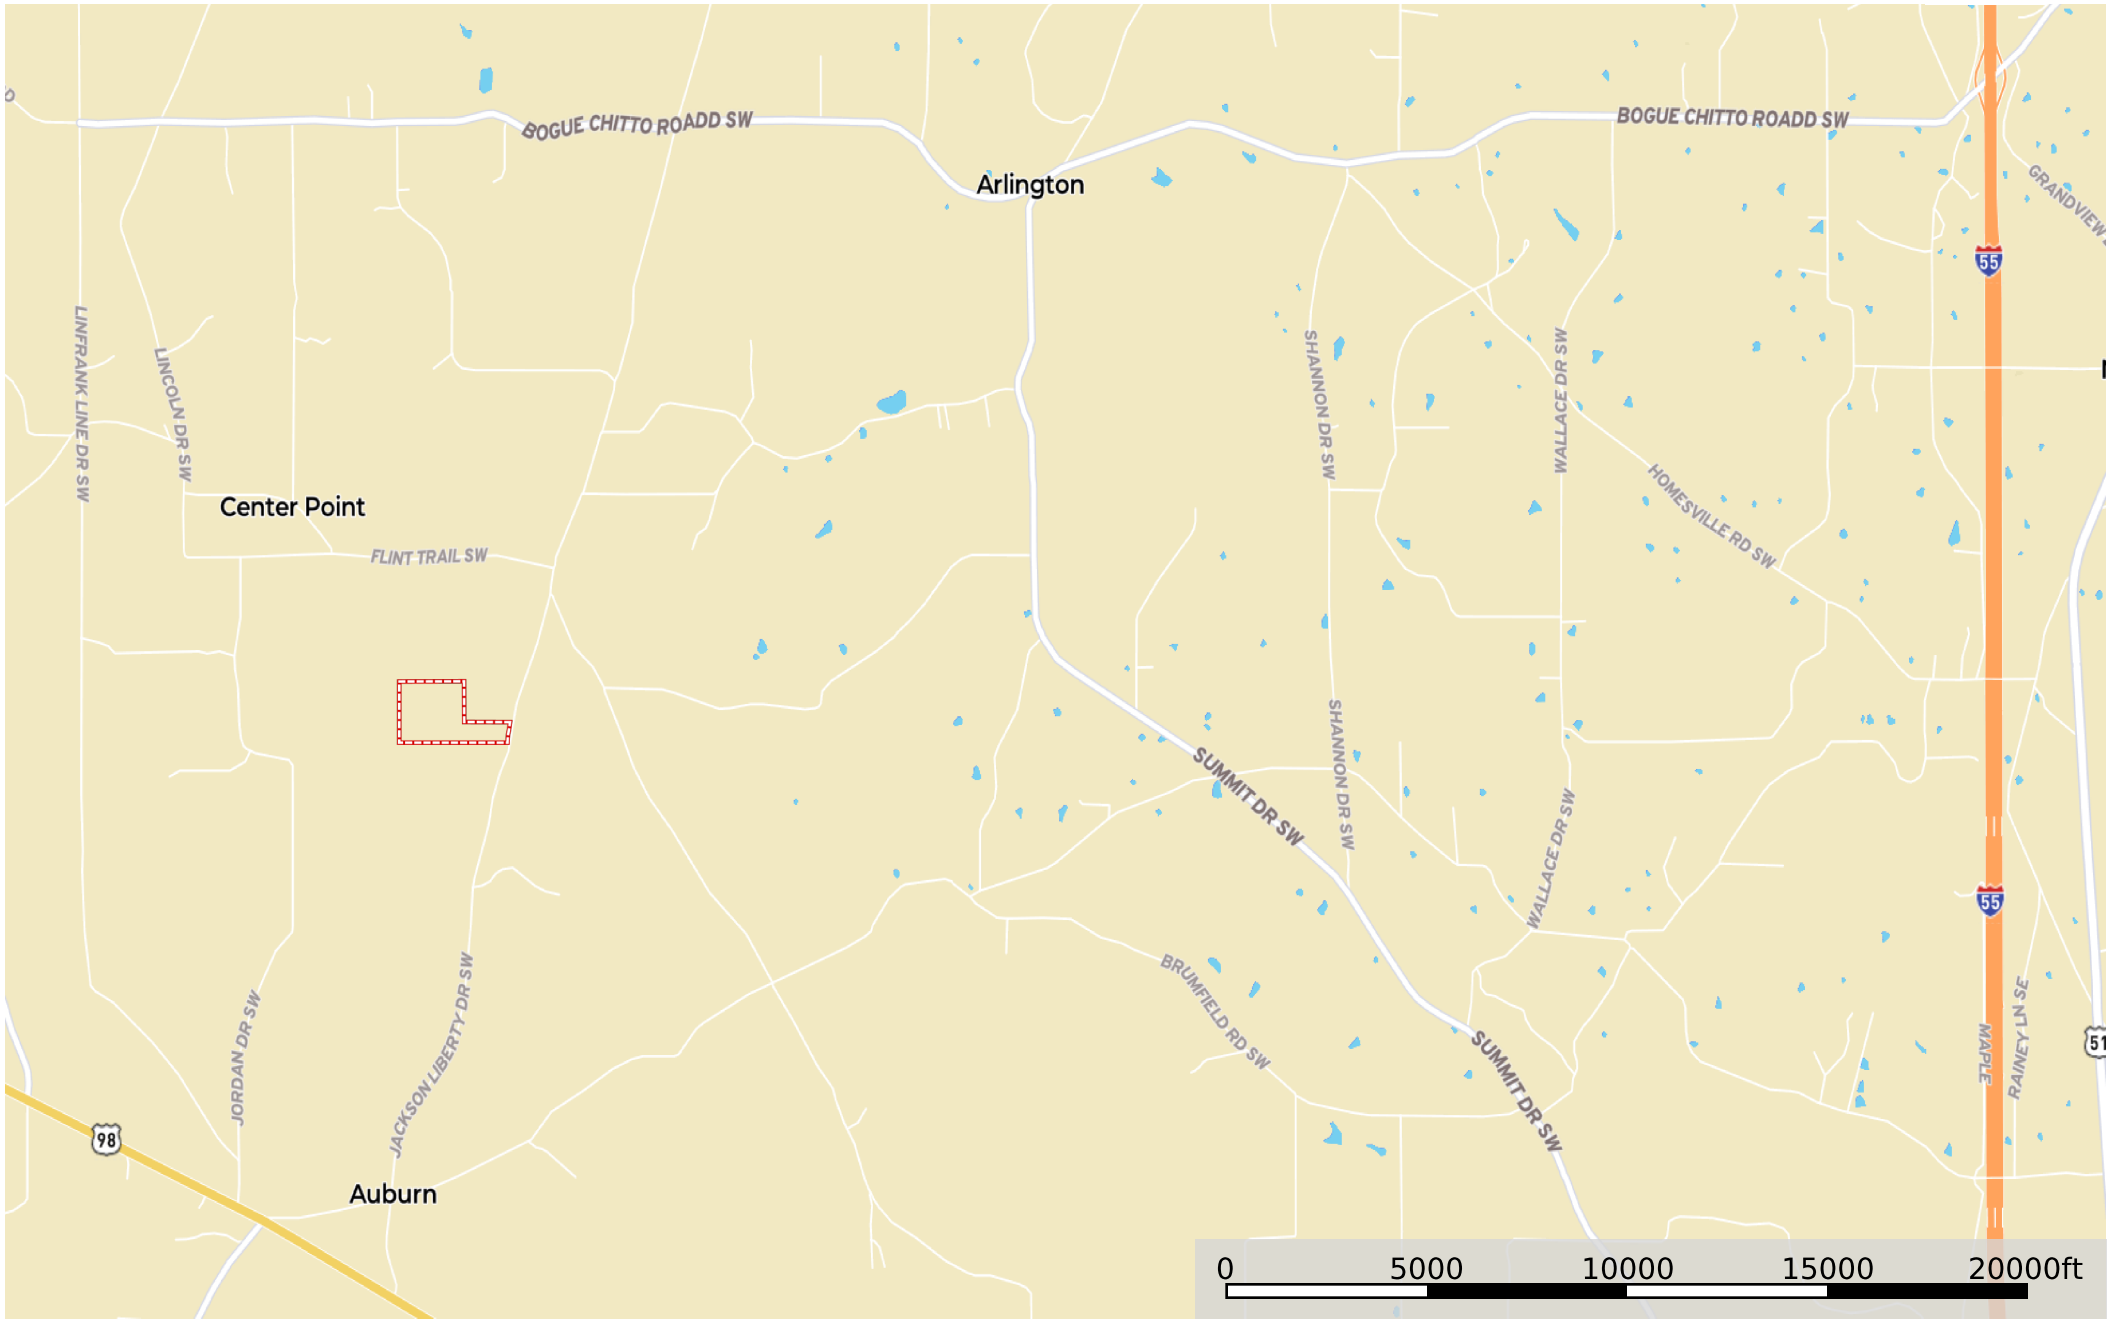 BOGUE CHITTO ROADD SW
BOGUE CHITTO ROADD SW
Arlington
GRANDVIEW
55
LINFRANK LINE DR SW
LINCOLN DR SW
SHANNON DR SW
WALLACE DR SW
HOMESVILLE RD SW
Center Point
FLINT TRAIL SW
SHANNON DR SW
SUMMIT DR SW
WALLACE DR SW
55
BRUMFIELD RD SW
JACKSON LIBERTY DR SW
JORDAN DR SW
SUMMIT DR SW
MAPLE
RAINEY LN SE
51
98
Auburn
0 5000 10000 15000 20000ft